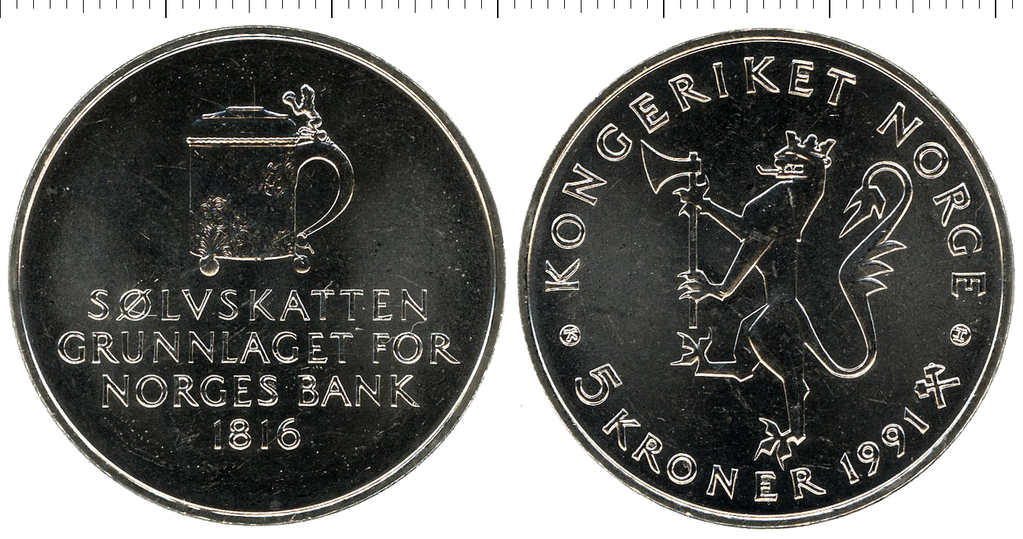 SØLVSKATTEN
GRUNNLAGET FOR
NORGES BANK
1816
KONGERIKET NORGE
5 KRONER 1991
K
H